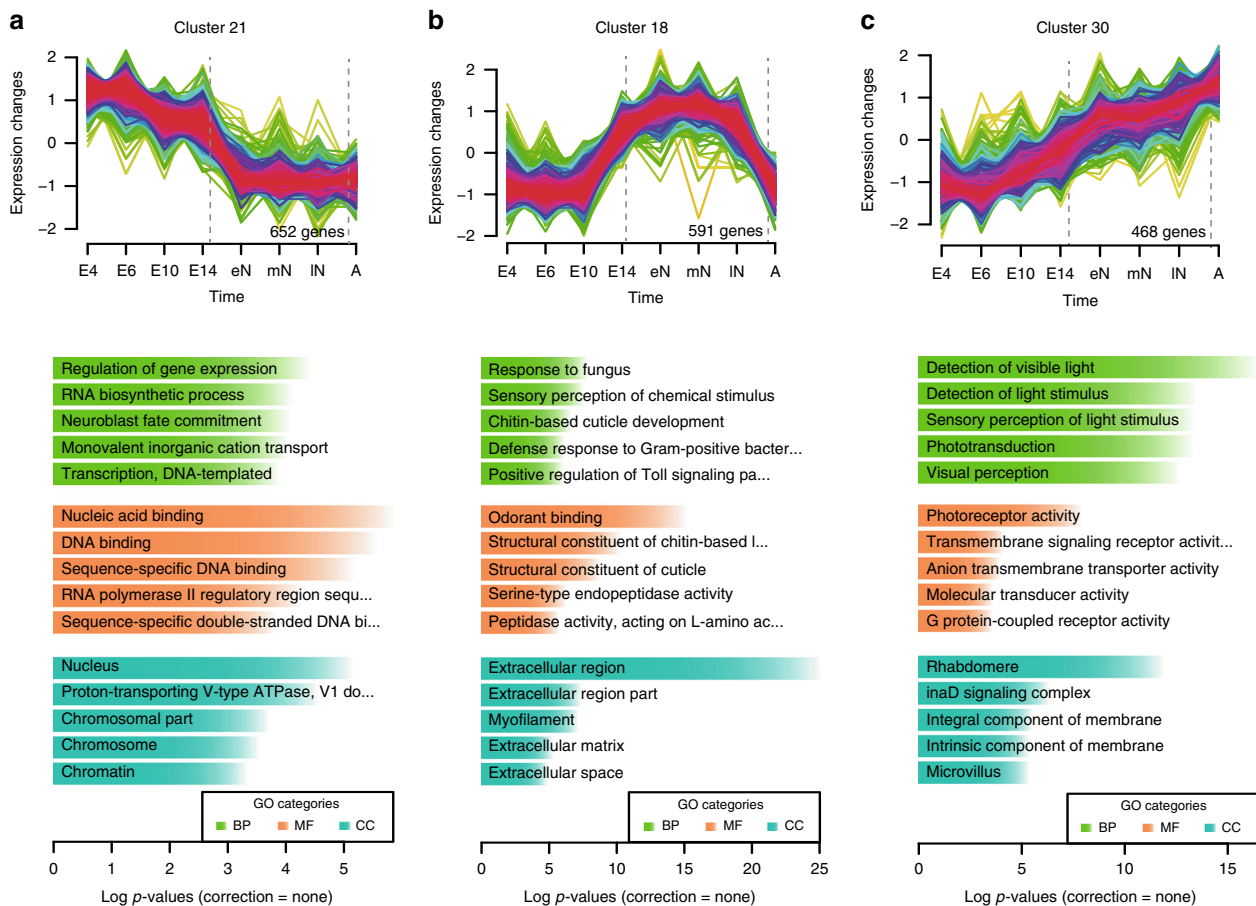 a
Cluster 21
Expression changes
2
1
0
−1
−2
652 genes
E4 E6 E10 E14 eN mN lN A
Time
Regulation of gene expression
RNA biosynthetic process
Neuroblast fate commitment
Monovalent inorganic cation transport
Transcription, DNA-templated
Nucleic acid binding
DNA binding
Sequence-specific DNA binding
RNA polymerase II regulatory region sequ...
Sequence-specific double-stranded DNA bi...
Nucleus
Proton-transporting V-type ATPase, V1 do...
Chromosomal part
Chromosome
Chromatin
GO categories
BP MF CC
0 1 2 3 4 5
Log p-values (correction = none)
b
Cluster 18
Expression changes
2
1
0
−1
−2
591 genes
E4 E6 E10 E14 eN mN lN A
Time
Response to fungus
Sensory perception of chemical stimulus
Chitin-based cuticle development
Defense response to Gram-positive bacter...
Positive regulation of Toll signaling pa...
Odorant binding
Structural constituent of chitin-based l...
Structural constituent of cuticle
Serine-type endopeptidase activity
Peptidase activity, acting on L-amino ac...
Extracellular region
Extracellular region part
Myofilament
Extracellular matrix
Extracellular space
GO categories
BP MF CC
0 5 10 15 20 25
Log p-values (correction = none)
c
Cluster 30
Expression changes
2
1
0
−1
−2
468 genes
E4 E6 E10 E14 eN mN lN A
Time
Detection of visible light
Detection of light stimulus
Sensory perception of light stimulus
Phototransduction
Visual perception
Photoreceptor activity
Transmembrane signaling receptor activit...
Anion transmembrane transporter activity
Molecular transducer activity
G protein-coupled receptor activity
Rhabdomere
inaD signaling complex
Integral component of membrane
Intrinsic component of membrane
Microvillus
GO categories
BP MF CC
0 5 10 15
Log p-values (correction = none)